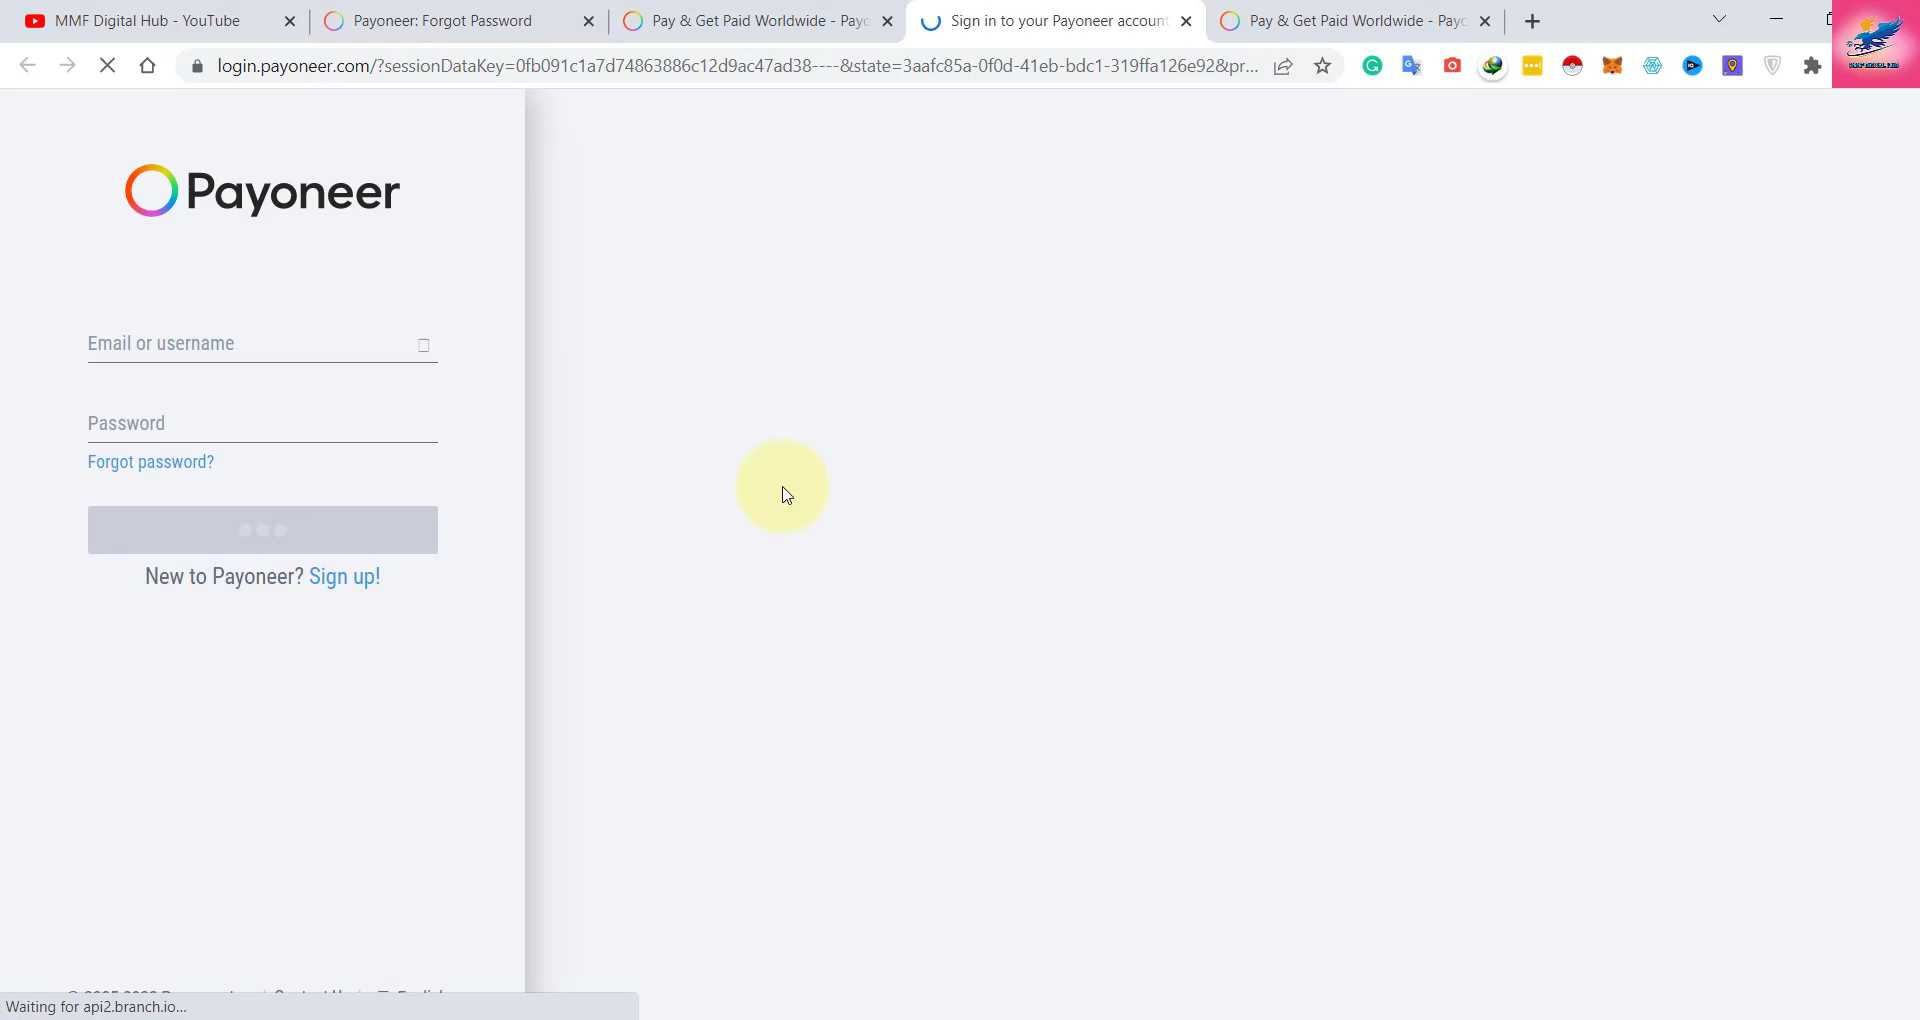 MMF Digital Hub - YouTube
Payoneer: Forgot Password
Pay & Get Paid Worldwide - Payo
Sign in to your Payoneer account
Pay & Get Paid Worldwide - Payo
login.payoneer.com/?sessionDataKey=0fb091c1a7d74863886c12d9ac47ad38----&state=3aafc85a-0f0d-41eb-bdc1-319ffa126e92&pr...
Payoneer
Email or username
Password
Forgot password?
New to Payoneer? Sign up!
Waiting for api2.branch.io...